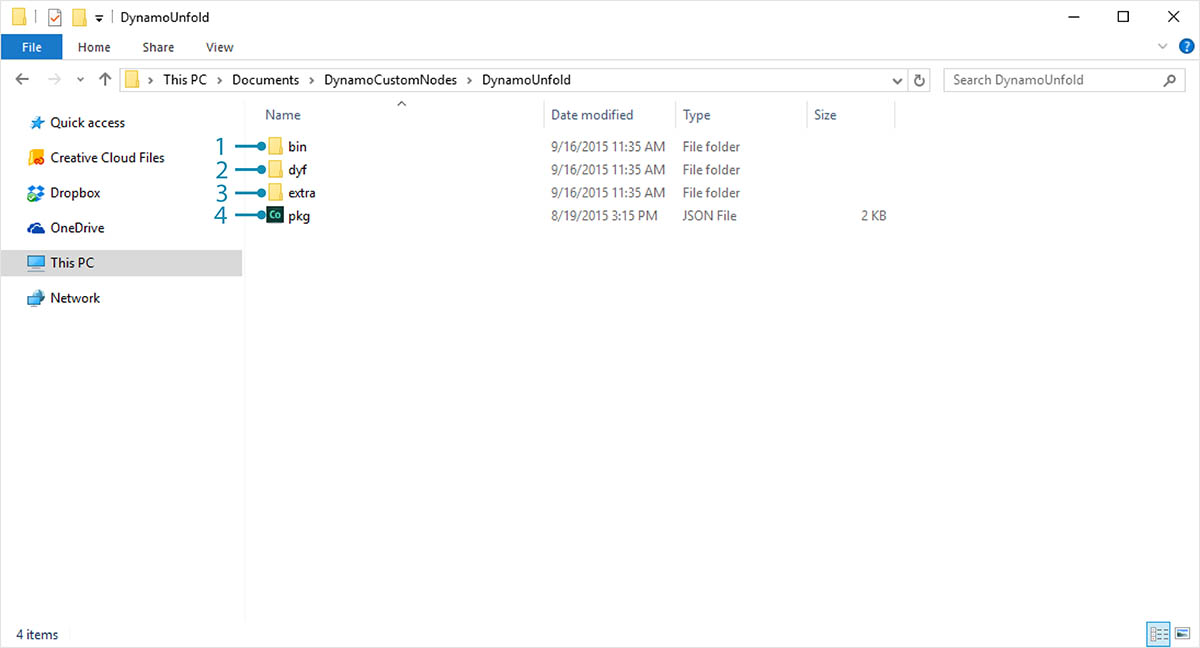 DynamoUnfold
File Home Share View ?
This PC Documents DynamoCustomNodes DynamoUnfold Search DynamoUnfold
Name Date modified Type Size
Quick access
Creative Cloud Files
Dropbox
OneDrive
This PC
Network
1 bin 9/16/2015 11:35 AM File folder
2 dyf 9/16/2015 11:35 AM File folder
3 extra 9/16/2015 11:35 AM File folder
4 Co pkg 8/19/2015 3:15 PM JSON File 2 KB
4 items